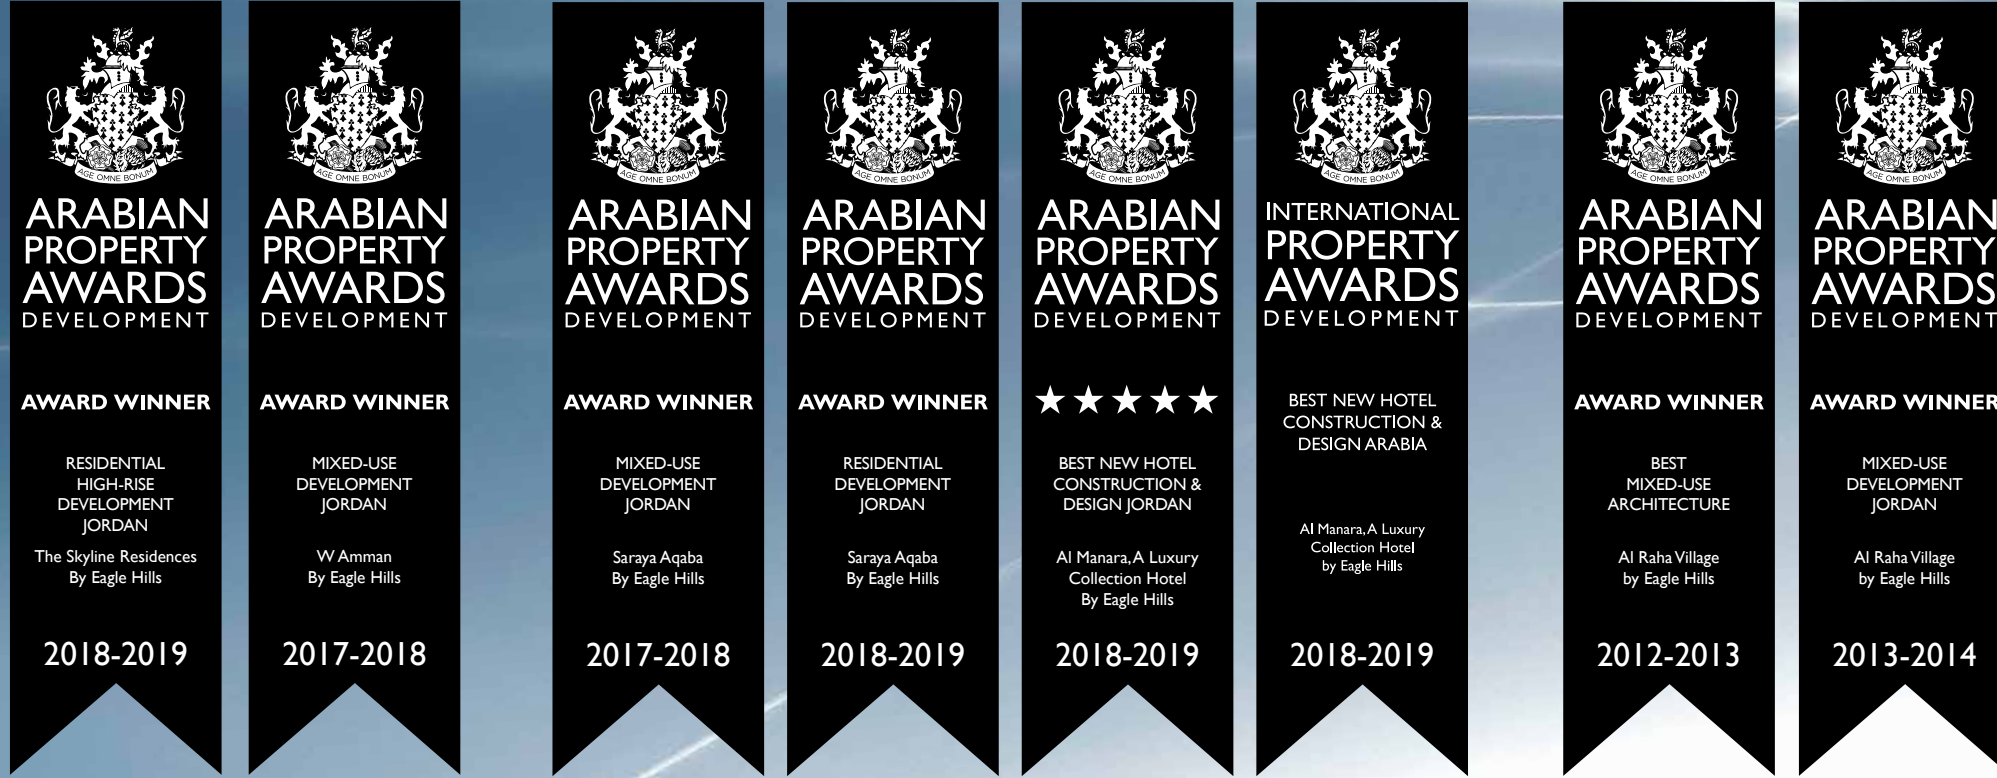 AGE OMNE BONUM
ARABIAN
PROPERTY
AWARDS
DEVELOPMENT
AWARD WINNER
RESIDENTIAL
HIGH-RISE
DEVELOPMENT
JORDAN
The Skyline Residences
By Eagle Hills
2018-2019
AGE OMNE BONUM
ARABIAN
PROPERTY
AWARDS
DEVELOPMENT
AWARD WINNER
MIXED-USE
DEVELOPMENT
JORDAN
W Amman
By Eagle Hills
2017-2018
AGE OMNE BONUM
ARABIAN
PROPERTY
AWARDS
DEVELOPMENT
AWARD WINNER
MIXED-USE
DEVELOPMENT
JORDAN
Saraya Aqaba
By Eagle Hills
2017-2018
AGE OMNE BONUM
ARABIAN
PROPERTY
AWARDS
DEVELOPMENT
AWARD WINNER
RESIDENTIAL
DEVELOPMENT
JORDAN
Saraya Aqaba
By Eagle Hills
2018-2019
AGE OMNE BONUM
ARABIAN
PROPERTY
AWARDS
DEVELOPMENT
BEST NEW HOTEL
CONSTRUCTION &
DESIGN JORDAN
Al Manara, A Luxury
Collection Hotel
By Eagle Hills
2018-2019
AGE OMNE BONUM
INTERNATIONAL
PROPERTY
AWARDS
DEVELOPMENT
BEST NEW HOTEL
CONSTRUCTION &
DESIGN ARABIA
Al Manara, A Luxury
Collection Hotel
by Eagle Hills
2018-2019
AGE OMNE BONUM
ARABIAN
PROPERTY
AWARDS
DEVELOPMENT
AWARD WINNER
BEST
MIXED-USE
ARCHITECTURE
Al Raha Village
by Eagle Hills
2012-2013
AGE OMNE BONUM
ARABIAN
PROPERTY
AWARDS
DEVELOPMENT
AWARD WINNER
MIXED-USE
DEVELOPMENT
JORDAN
Al Raha Village
by Eagle Hills
2013-2014